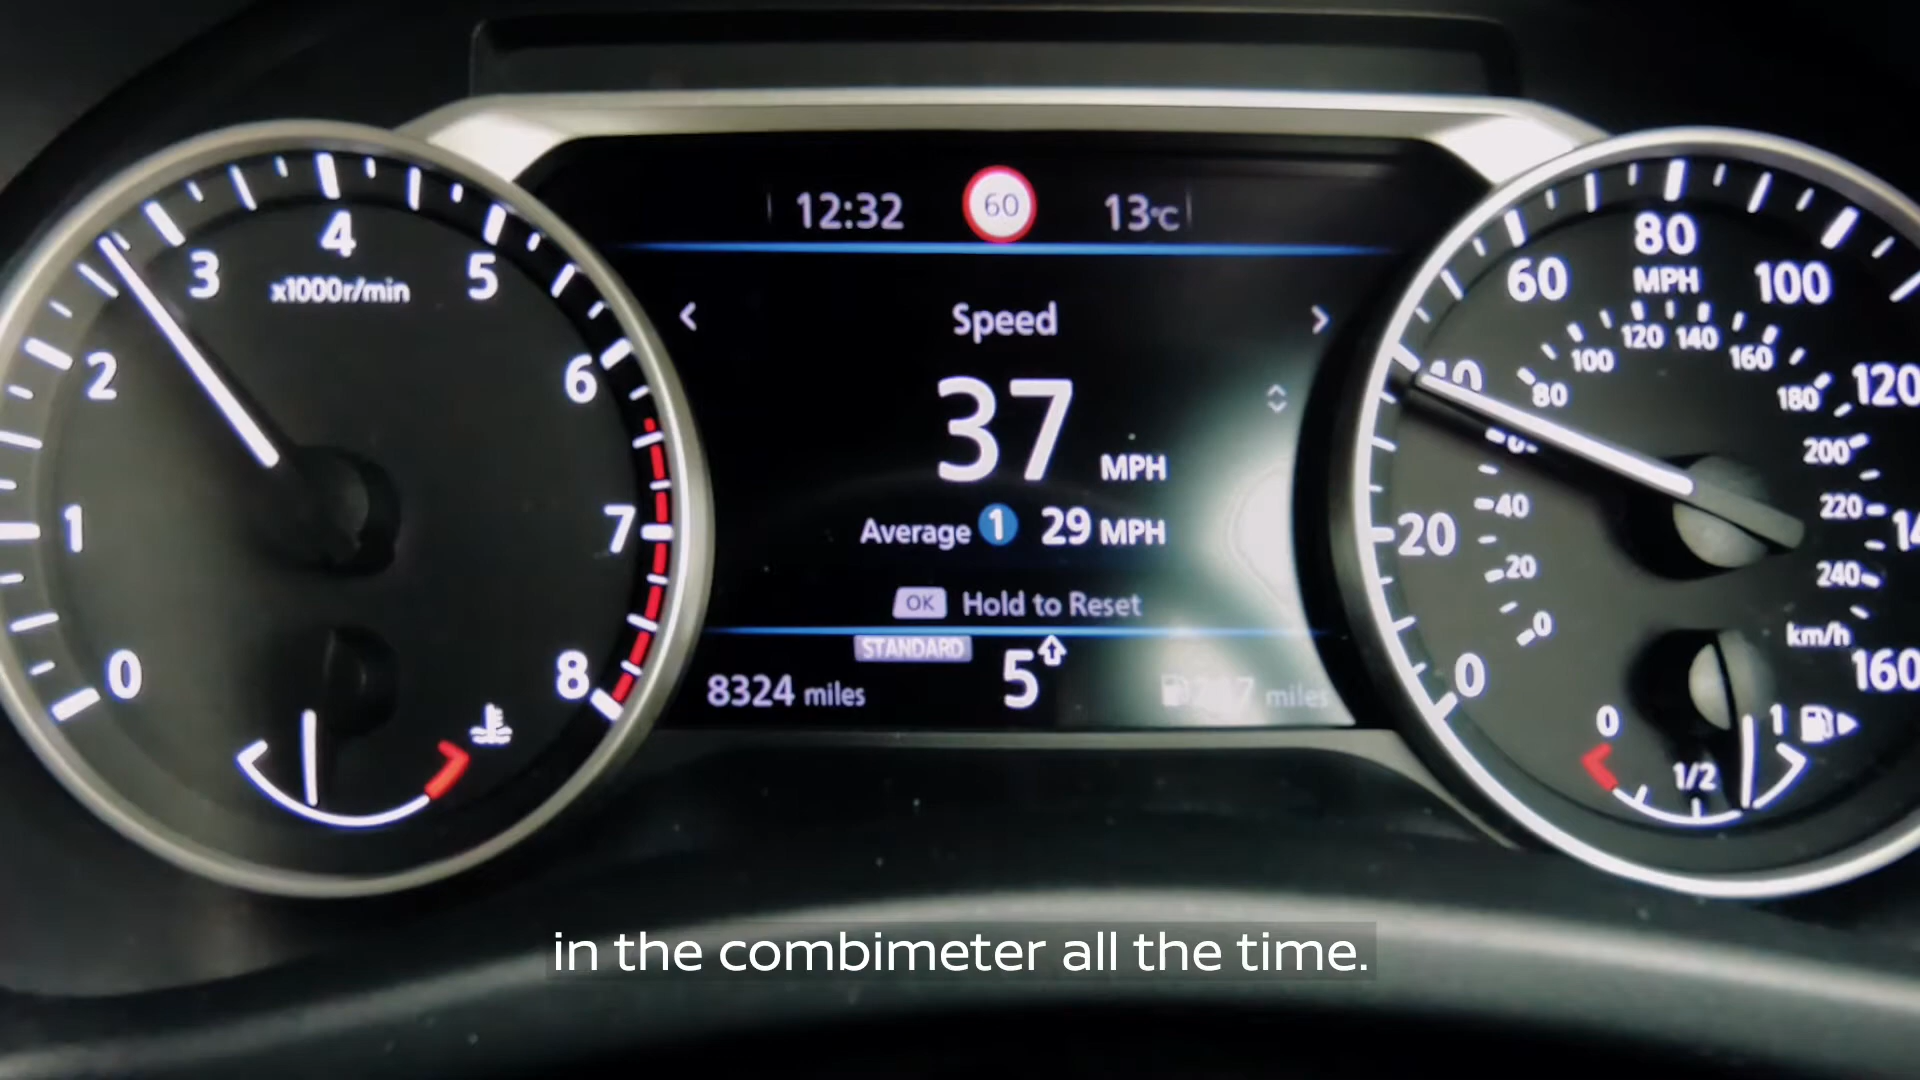 12:32 60 13°C
Speed
37 MPH
Average 1 29 MPH
OK Hold to Reset
STANDARD
8324 miles 5 miles
0 1 2 3 4 5 6 7 8
x1000r/min
0 20 40 60 80 100 120 160
MPH
0 20 40 80 100 120 140 160 180 200 220 240
km/h
0 1/2 1
in the combimeter all the time.